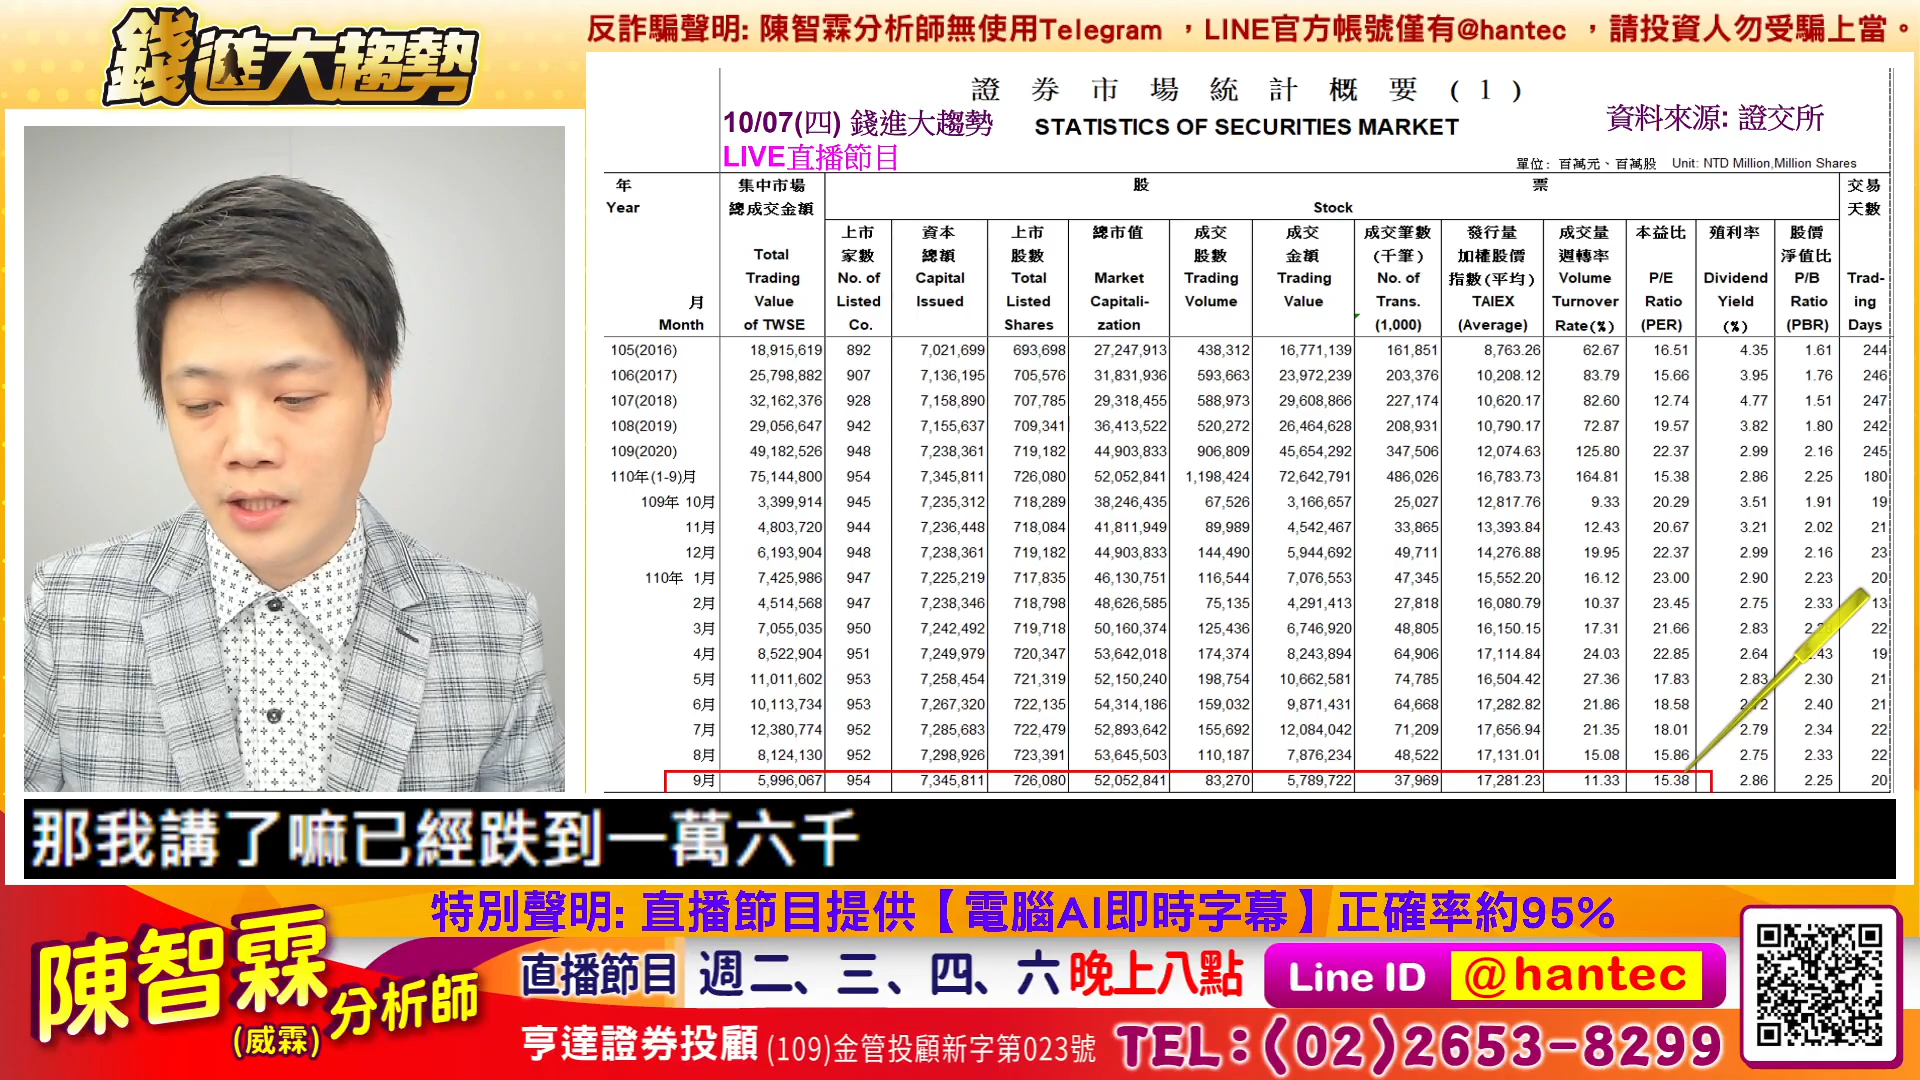 錢進大趨勢
反詐騙聲明: 陳智霖分析師無使用Telegram ，LINE官方帳號僅有@hantec ，請投資人勿受騙上當。
證 券 市 場 統 計 概 要 ( 1 )
10/07(四) 錢進大趨勢
STATISTICS OF SECURITIES MARKET
資料來源: 證交所
LIVE直播節目
單位: 百萬元、百萬股 Unit: NTD Million,Million Shares
年 集中市場 股 票 交易
Year 總成交金額 Stock 天數
上市 資本 上市 總市值 成交 成交 成交筆數 發行量 成交量 本益比 殖利率 股價
家數 總額 股數 股數 金額 (千筆) 加權股價 週轉率 淨值比
Total No. of Capital Total Market Trading Trading No. of 指數(平均) Volume P/E Dividend P/B Trad-
Trading Listed Issued Listed Capitali- Volume Value Trans. TAIEX Turnover Ratio Yield Ratio ing
月 Value Co. Shares zation (1,000) (Average) Rate(%) (PER) (%) (PBR) Days
Month of TWSE
105(2016) 18,915,619 892 7,021,699 693,698 27,247,913 438,312 16,771,139 161,851 8,763.26 62.67 16.51 4.35 1.61 244
106(2017) 25,798,882 907 7,136,195 705,576 31,831,936 593,663 23,972,239 203,376 10,208.12 83.79 15.66 3.95 1.76 246
107(2018) 32,162,376 928 7,158,890 707,785 29,318,455 588,973 29,608,866 227,174 10,620.17 82.60 12.74 4.77 1.51 247
108(2019) 29,056,647 942 7,155,637 709,341 36,413,522 520,272 26,464,628 208,931 10,790.17 72.87 19.57 3.82 1.80 242
109(2020) 49,182,526 948 7,238,361 719,182 44,903,833 906,809 45,654,292 347,506 12,074.63 125.80 22.37 2.99 2.16 245
110年(1-9)月 75,144,800 954 7,345,811 726,080 52,052,841 1,198,424 72,642,791 486,026 16,783.73 164.81 15.38 2.86 2.25 180
109年 10月 3,399,914 945 7,235,312 718,289 38,246,435 67,526 3,166,657 25,027 12,817.76 9.33 20.29 3.51 1.91 19
11月 4,803,720 944 7,236,448 718,084 41,811,949 89,989 4,542,467 33,865 13,393.84 12.43 20.67 3.21 2.02 21
12月 6,193,904 948 7,238,361 719,182 44,903,833 144,490 5,944,692 49,711 14,276.88 19.95 22.37 2.99 2.16 23
110年 1月 7,425,986 947 7,225,219 717,835 46,130,751 116,544 7,076,553 47,345 15,552.20 16.12 23.00 2.90 2.23 20
2月 4,514,568 947 7,238,346 718,798 48,626,585 75,135 4,291,413 27,818 16,080.79 10.37 23.45 2.75 2.33 13
3月 7,055,035 950 7,242,492 719,718 50,160,374 125,436 6,746,920 48,805 16,150.15 17.31 21.66 2.83 22
4月 8,522,904 951 7,249,979 720,347 53,642,018 174,374 8,243,894 64,906 17,114.84 24.03 22.85 2.64 2.43 19
5月 11,011,602 953 7,258,454 721,319 52,150,240 198,754 10,662,581 74,785 16,504.42 27.36 17.83 2.83 2.30 21
6月 10,113,734 953 7,267,320 722,135 54,314,186 159,032 9,871,431 64,668 17,282.82 21.86 18.58 2.40 21
7月 12,380,774 952 7,285,683 722,479 52,893,642 155,692 12,084,042 71,209 17,656.94 21.35 18.01 2.79 2.34 22
8月 8,124,130 952 7,298,926 723,391 53,645,503 110,187 7,876,234 48,522 17,131.01 15.08 15.86 2.75 2.33 22
9月 5,996,067 954 7,345,811 726,080 52,052,841 83,270 5,789,722 37,969 17,281.23 11.33 15.38 2.86 2.25 20
那我講了嘛已經跌到一萬六千
特別聲明: 直播節目提供【電腦AI即時字幕】正確率約95%
陳智霖分析師
(威霖)
直播節目 週二、三、四、六晚上八點 Line ID @hantec
亨達證券投顧 (109)金管投顧新字第023號 TEL:(02)2653-8299